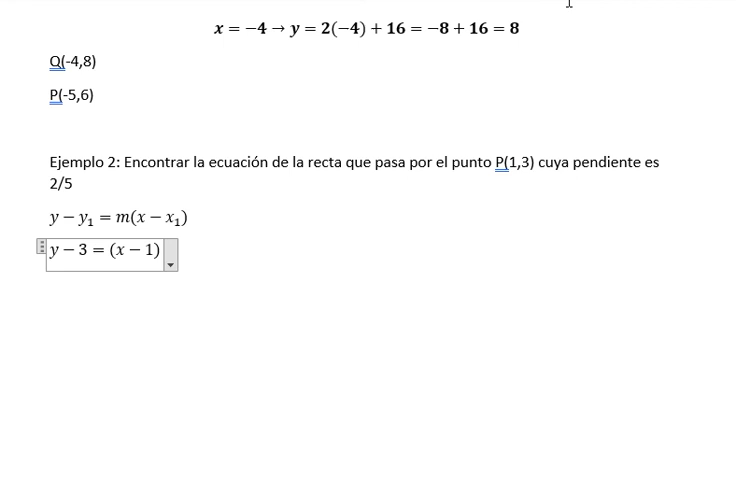 x = −4 → y = 2(−4) + 16 = −8 + 16 = 8
Q(-4,8)
P(-5,6)
Ejemplo 2: Encontrar la ecuación de la recta que pasa por el punto P(1,3) cuya pendiente es
2/5
y − y₁ = m(x − x₁)
y − 3 = (x − 1)